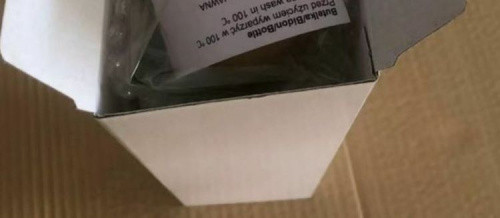 Butelka/Bidon/Bottle
Przed użyciem wyparzyć w 100 °C
wash in 100 °C